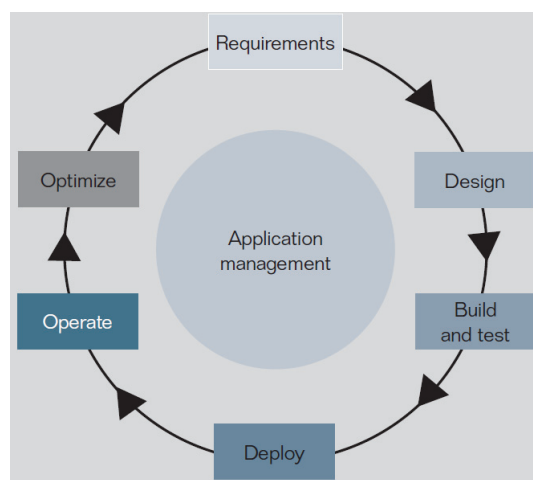 Requirements
Design
Build
and test
Deploy
Operate
Optimize
Application
management